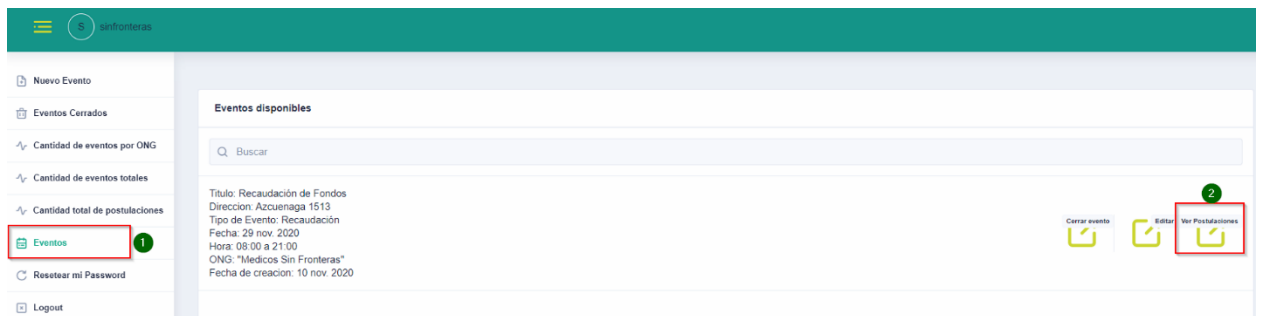 S sinfronteras
Nuevo Evento
Eventos Cerrados
Cantidad de eventos por ONG
Cantidad de eventos totales
Cantidad total de postulaciones
Eventos 1
Resetear mi Password
Logout
Eventos disponibles
Buscar
Titulo: Recaudación de Fondos
Direccion: Azcuenaga 1513
Tipo de Evento: Recaudación
Fecha: 29 nov. 2020
Hora: 08:00 a 21:00
ONG: "Medicos Sin Fronteras"
Fecha de creacion: 10 nov. 2020
2
Cerrar evento Editar Ver Postulaciones